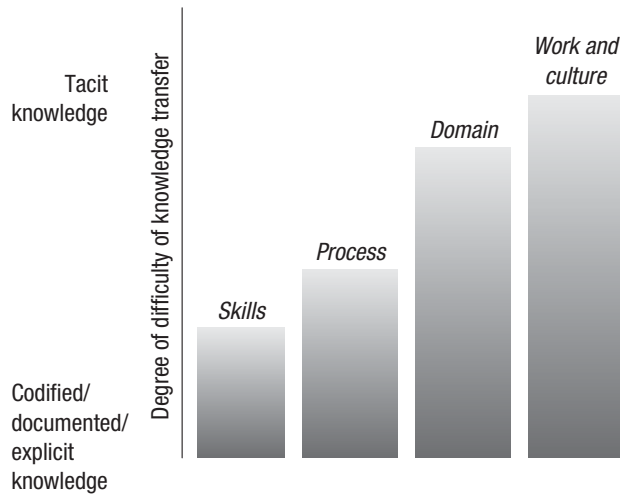 Tacit
knowledge
Codified/
documented/
explicit
knowledge
Degree of difficulty of knowledge transfer
Skills
Process
Domain
Work and
culture